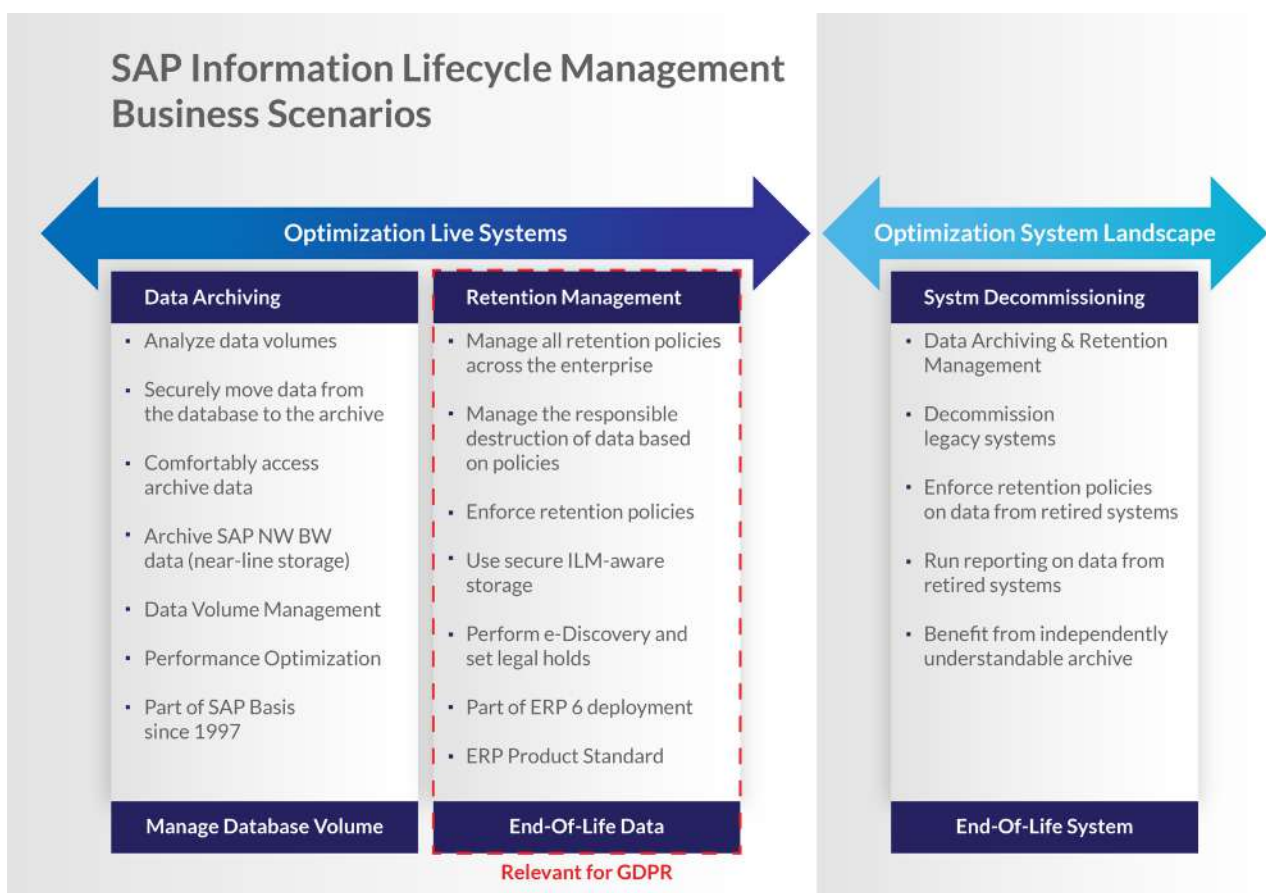 SAP Information Lifecycle Management
Business Scenarios
Optimization Live Systems
Optimization System Landscape
Data Archiving
▪ Analyze data volumes
▪ Securely move data from
the database to the archive
▪ Comfortably access
archive data
▪ Archive SAP NW BW
data (near-line storage)
▪ Data Volume Management
▪ Performance Optimization
▪ Part of SAP Basis
since 1997
Manage Database Volume
Retention Management
▪ Manage all retention policies
across the enterprise
▪ Manage the responsible
destruction of data based
on policies
▪ Enforce retention policies
▪ Use secure ILM-aware
storage
▪ Perform e-Discovery and
set legal holds
▪ Part of ERP 6 deployment
▪ ERP Product Standard
End-Of-Life Data
Relevant for GDPR
Systm Decommissioning
▪ Data Archiving & Retention
Management
▪ Decommission
legacy systems
▪ Enforce retention policies
on data from retired systems
▪ Run reporting on data from
retired systems
▪ Benefit from independently
understandable archive
End-Of-Life System